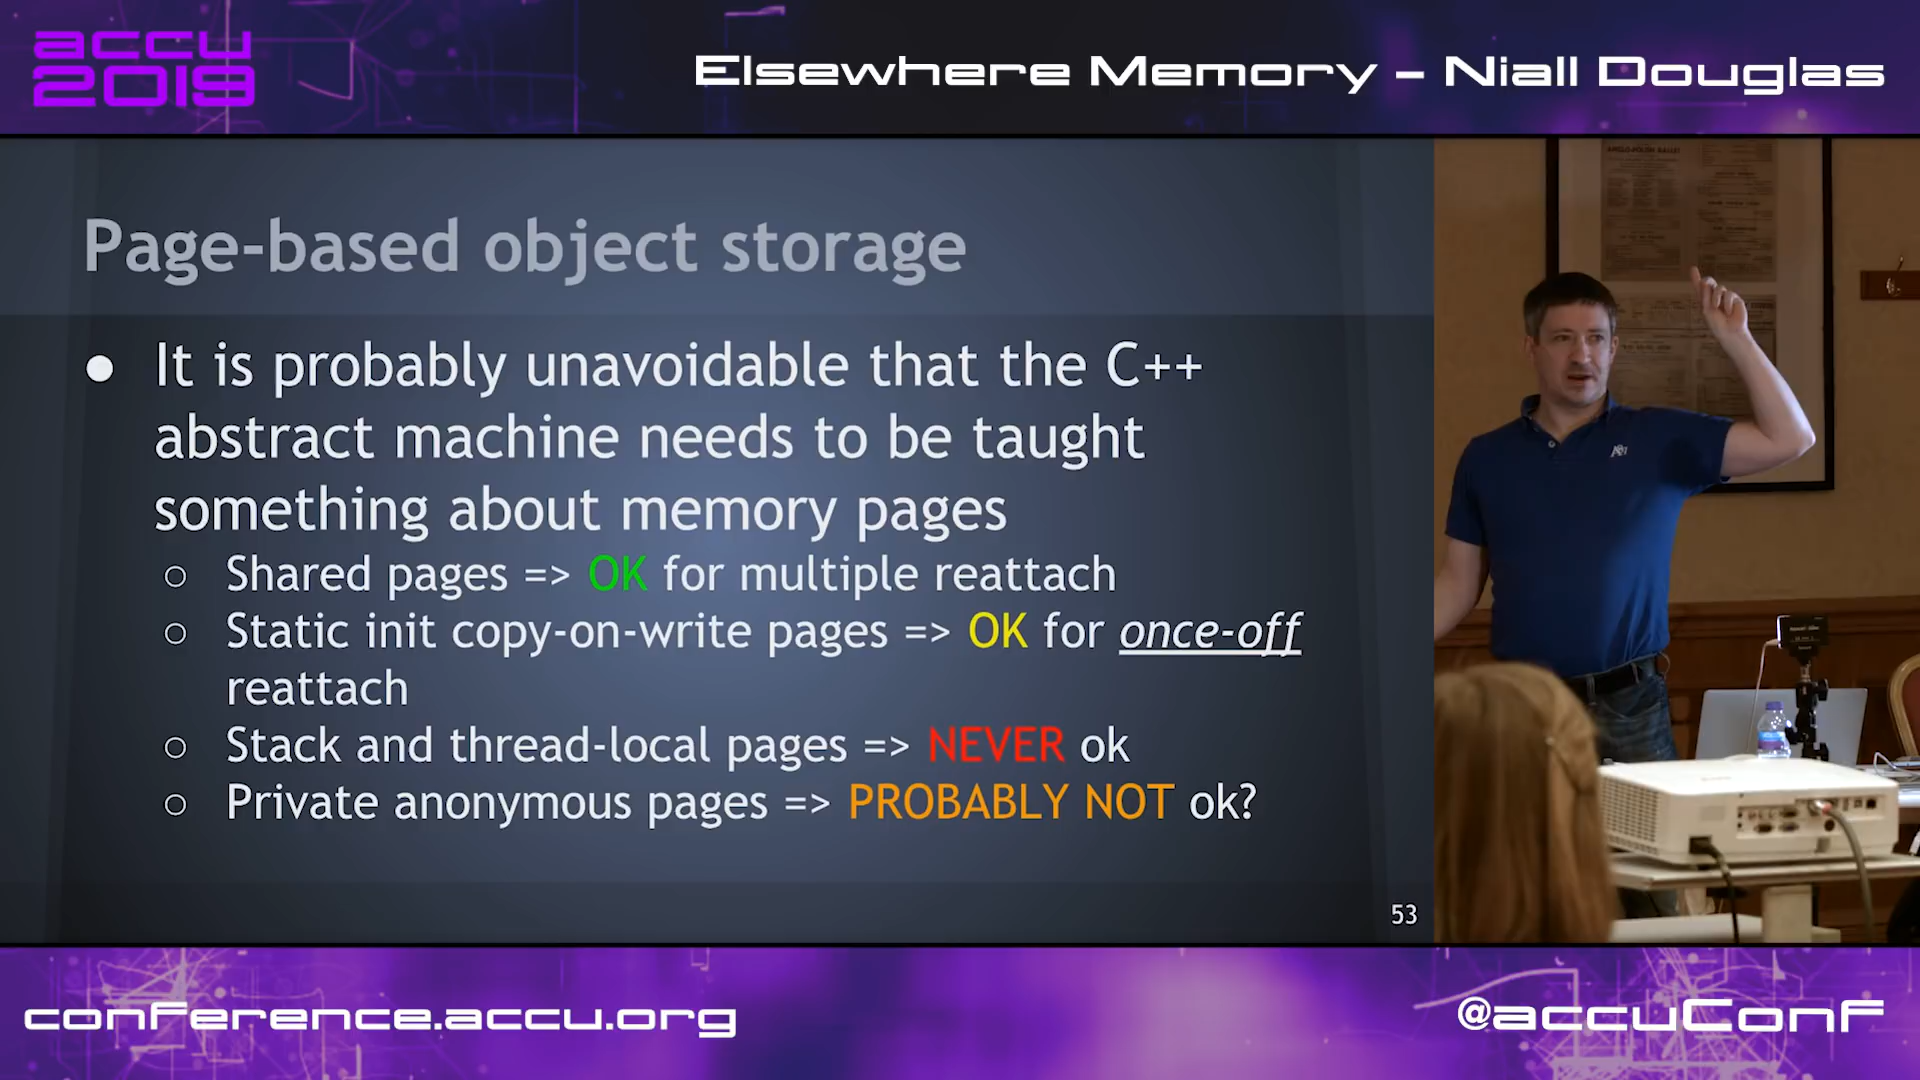 accu
2019
Elsewhere Memory – Niall Douglas
Page-based object storage
● It is probably unavoidable that the C++
abstract machine needs to be taught
something about memory pages
○ Shared pages => OK for multiple reattach
○ Static init copy-on-write pages => OK for once-off
reattach
○ Stack and thread-local pages => NEVER ok
○ Private anonymous pages => PROBABLY NOT ok?
53
conference.accu.org
@accuConf